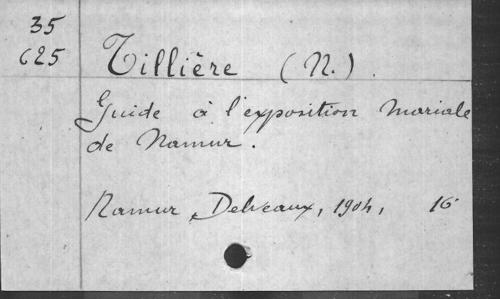 35
625
Tillière (N.).
Guide à l'exposition mariale
de Namur.
Namur, Delvaux, 1904, 16°